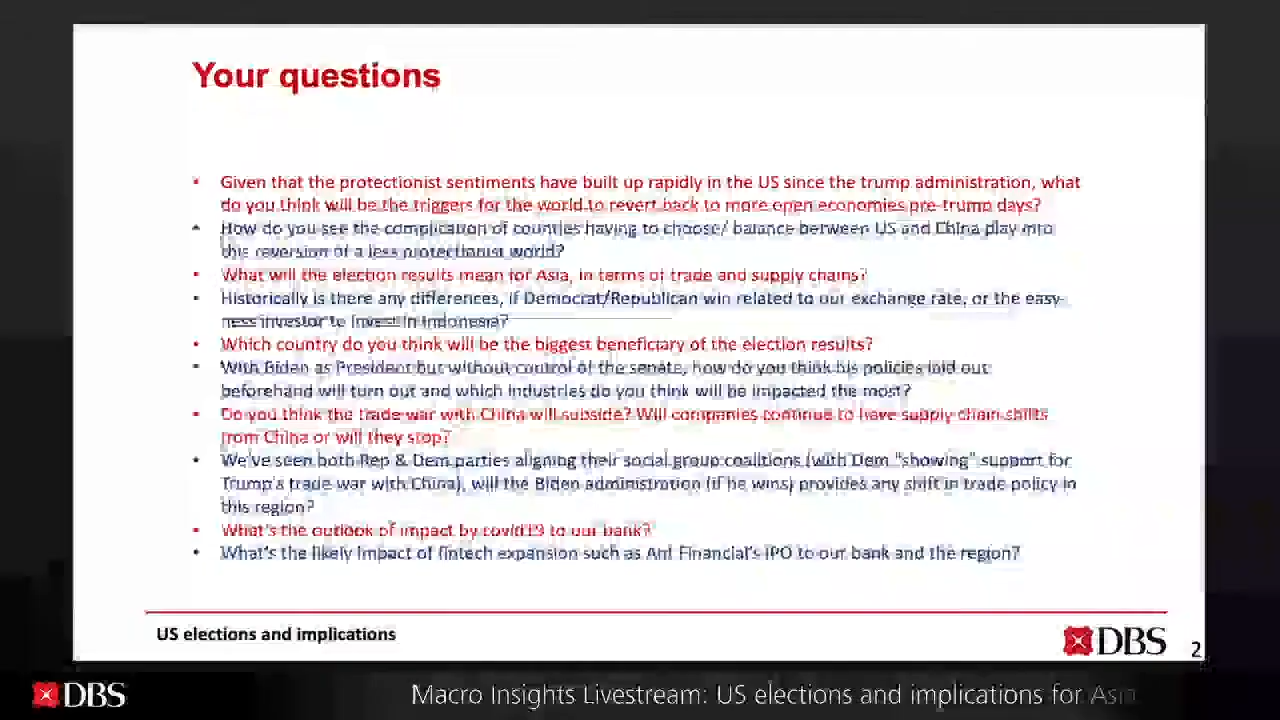 Your questions
• Given that the protectionist sentiments have built up rapidly in the US since the trump administration, what
do you think will be the triggers for the world to revert back to more open economies pre-trump days?
• How do you see the complication of counties having to choose/ balance between US and China play into
this reversion of a less protectionist world?
• What will the election results mean for Asia, in terms of trade and supply chains?
• Historically is there any differences, if Democrat/Republican win related to our exchange rate, or the easy-
ness investor to invest in Indonesia?
• Which country do you think will be the biggest beneficiary of the election results?
• With Biden as President but without control of the senate, how do you think his policies laid out
beforehand will turn out and which industries do you think will be impacted the most?
• Do you think the trade war with China will subside? Will companies continue to have supply chain shifts
from China or will they stop?
• We've seen both Rep & Dem parties aligning their social group coalitions (with Dem "showing" support for
Trump's trade war with China), will the Biden administration (if he wins) provides any shift in trade policy in
this region?
• What's the outlook of impact by covid19 to our bank?
• What's the likely impact of fintech expansion such as Ant Financial's IPO to our bank and the region?
US elections and implications
DBS
2
DBS
Macro Insights Livestream: US elections and implications for Asia